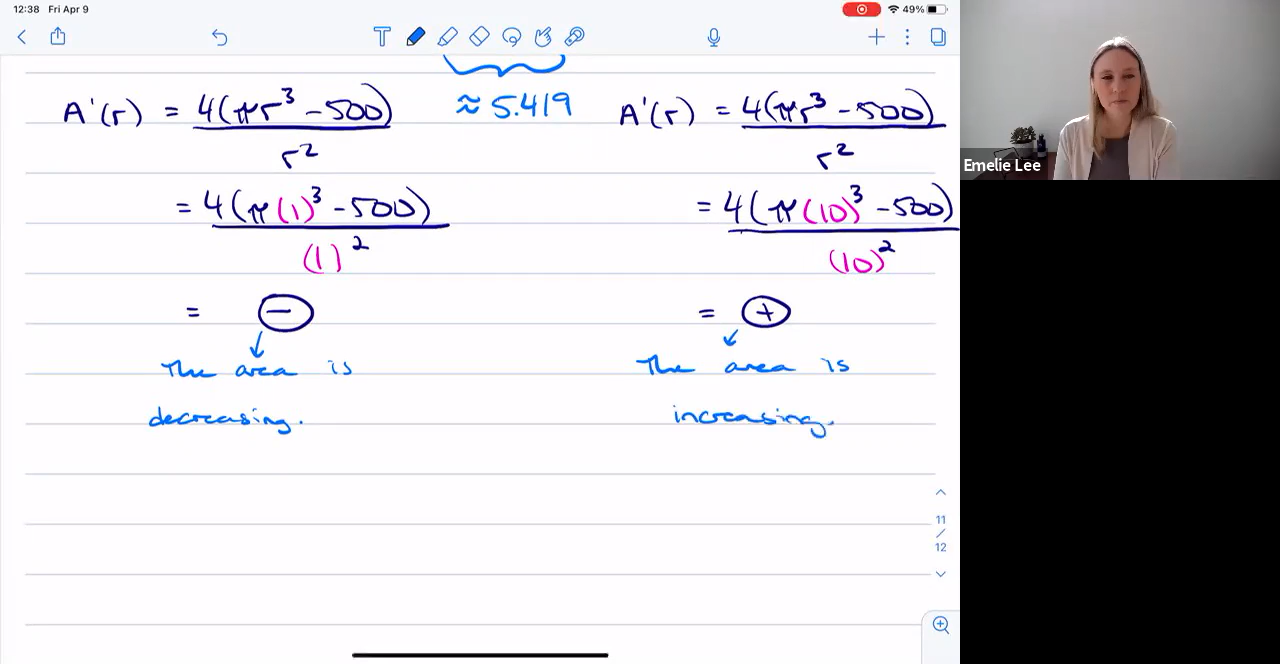 12:38 Fri Apr 9
49%
T
≈ 5.419
A'(r) = 4(πr³ - 500) / r²
A'(r) = 4(πr³ - 500) / r²
= 4(π(1)³ - 500) / (1)²
= 4(π(10)³ - 500) / (10)²
= −
= +
The area is
decreasing.
The area is
increasing.
11
/
12
Emelie Lee